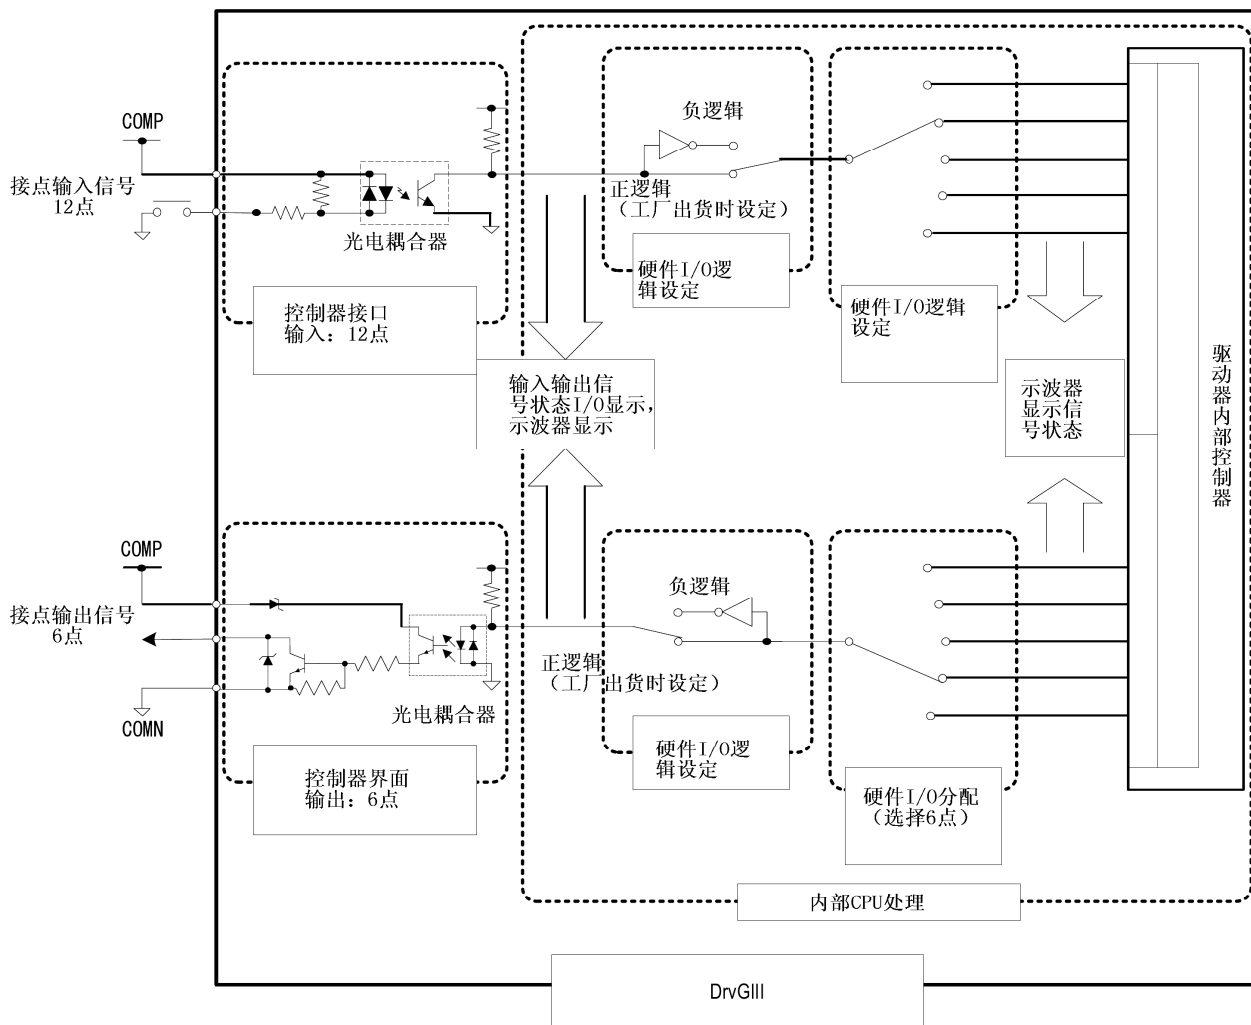 COMP
接点输入信号
12点
光电耦合器
控制器接口
输入：12点
负逻辑
正逻辑
（工厂出货时设定）
硬件I/O逻
辑设定
硬件I/O逻辑
设定
输入输出信
号状态I/O显示，
示波器显示
示波器
显示信
号状态
驱动器内部控制器
COMP
接点输出信号
6点
COMN
光电耦合器
控制器界面
输出：6点
负逻辑
正逻辑
（工厂出货时设定）
硬件I/O逻
辑设定
硬件I/O分配
（选择6点）
内部CPU处理
DrvGIII